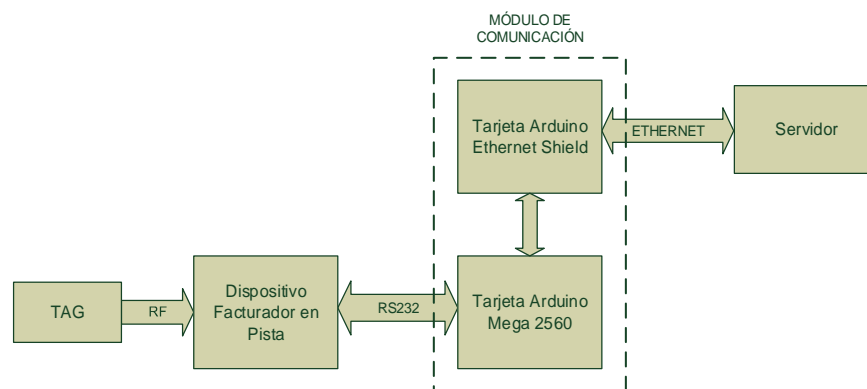 MÓDULO DE
COMUNICACIÓN
Tarjeta Arduino
Ethernet Shield
ETHERNET
Servidor
TAG
RF
Dispositivo
Facturador en
Pista
RS232
Tarjeta Arduino
Mega 2560